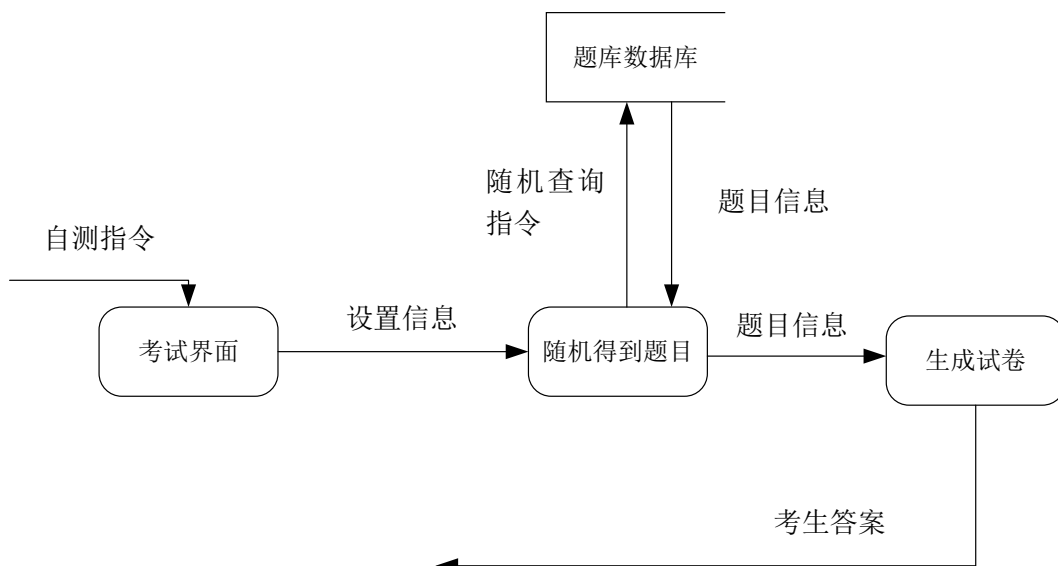 题库数据库
随机查询
指令
题目信息
自测指令
设置信息
题目信息
考试界面
随机得到题目
生成试卷
考生答案